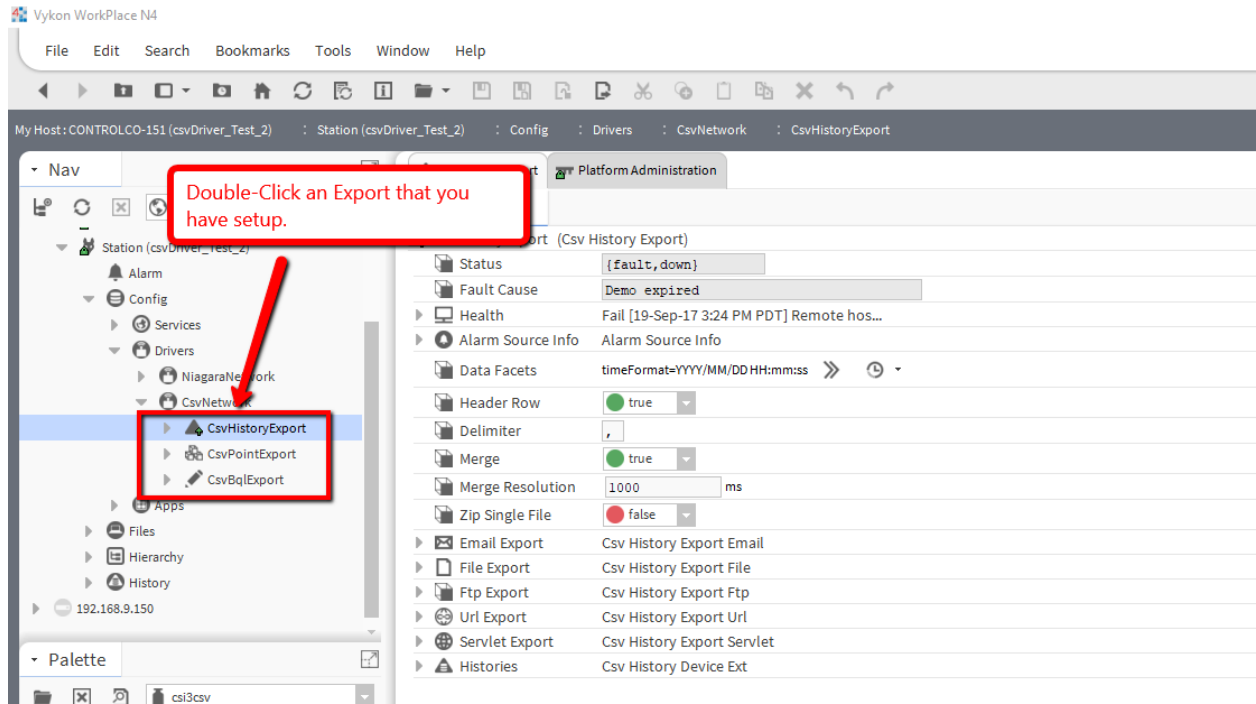 Vykon WorkPlace N4
File Edit Search Bookmarks Tools Window Help
My Host : CONTROLCO-151 (csvDriver_Test_2) : Station (csvDriver_Test_2) : Config : Drivers : CsvNetwork : CsvHistoryExport
Nav
Platform Administration
Double-Click an Export that you
have setup.
Station (csvDriver_Test_2)
Alarm
Config
Services
Drivers
NiagaraNetwork
CsvNetwork
CsvHistoryExport
CsvPointExport
CsvBqlExport
Apps
Files
Hierarchy
History
192.168.9.150
Palette
csi3csv
(Csv History Export)
Status {fault,down}
Fault Cause Demo expired
Health Fail [19-Sep-17 3:24 PM PDT] Remote hos...
Alarm Source Info Alarm Source Info
Data Facets timeFormat=YYYY/MM/DD HH:mm:ss
Header Row true
Delimiter ,
Merge true
Merge Resolution 1000 ms
Zip Single File false
Email Export Csv History Export Email
File Export Csv History Export File
Ftp Export Csv History Export Ftp
Url Export Csv History Export Url
Servlet Export Csv History Export Servlet
Histories Csv History Device Ext